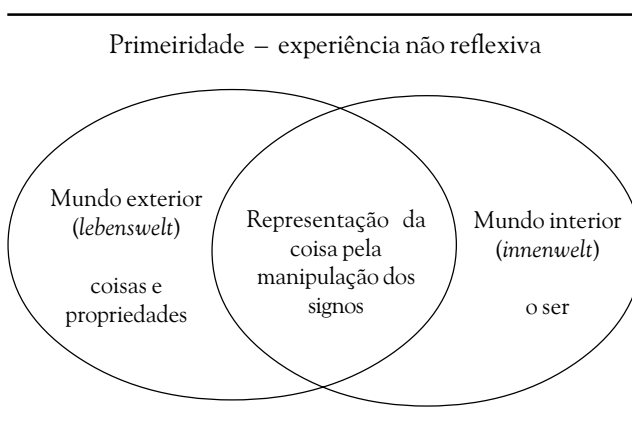 Primeiridade – experiência não reflexiva
Mundo exterior
(lebenswelt)
coisas e
propriedades
Representação da
coisa pela
manipulação dos
signos
Mundo interior
(innenwelt)
o ser